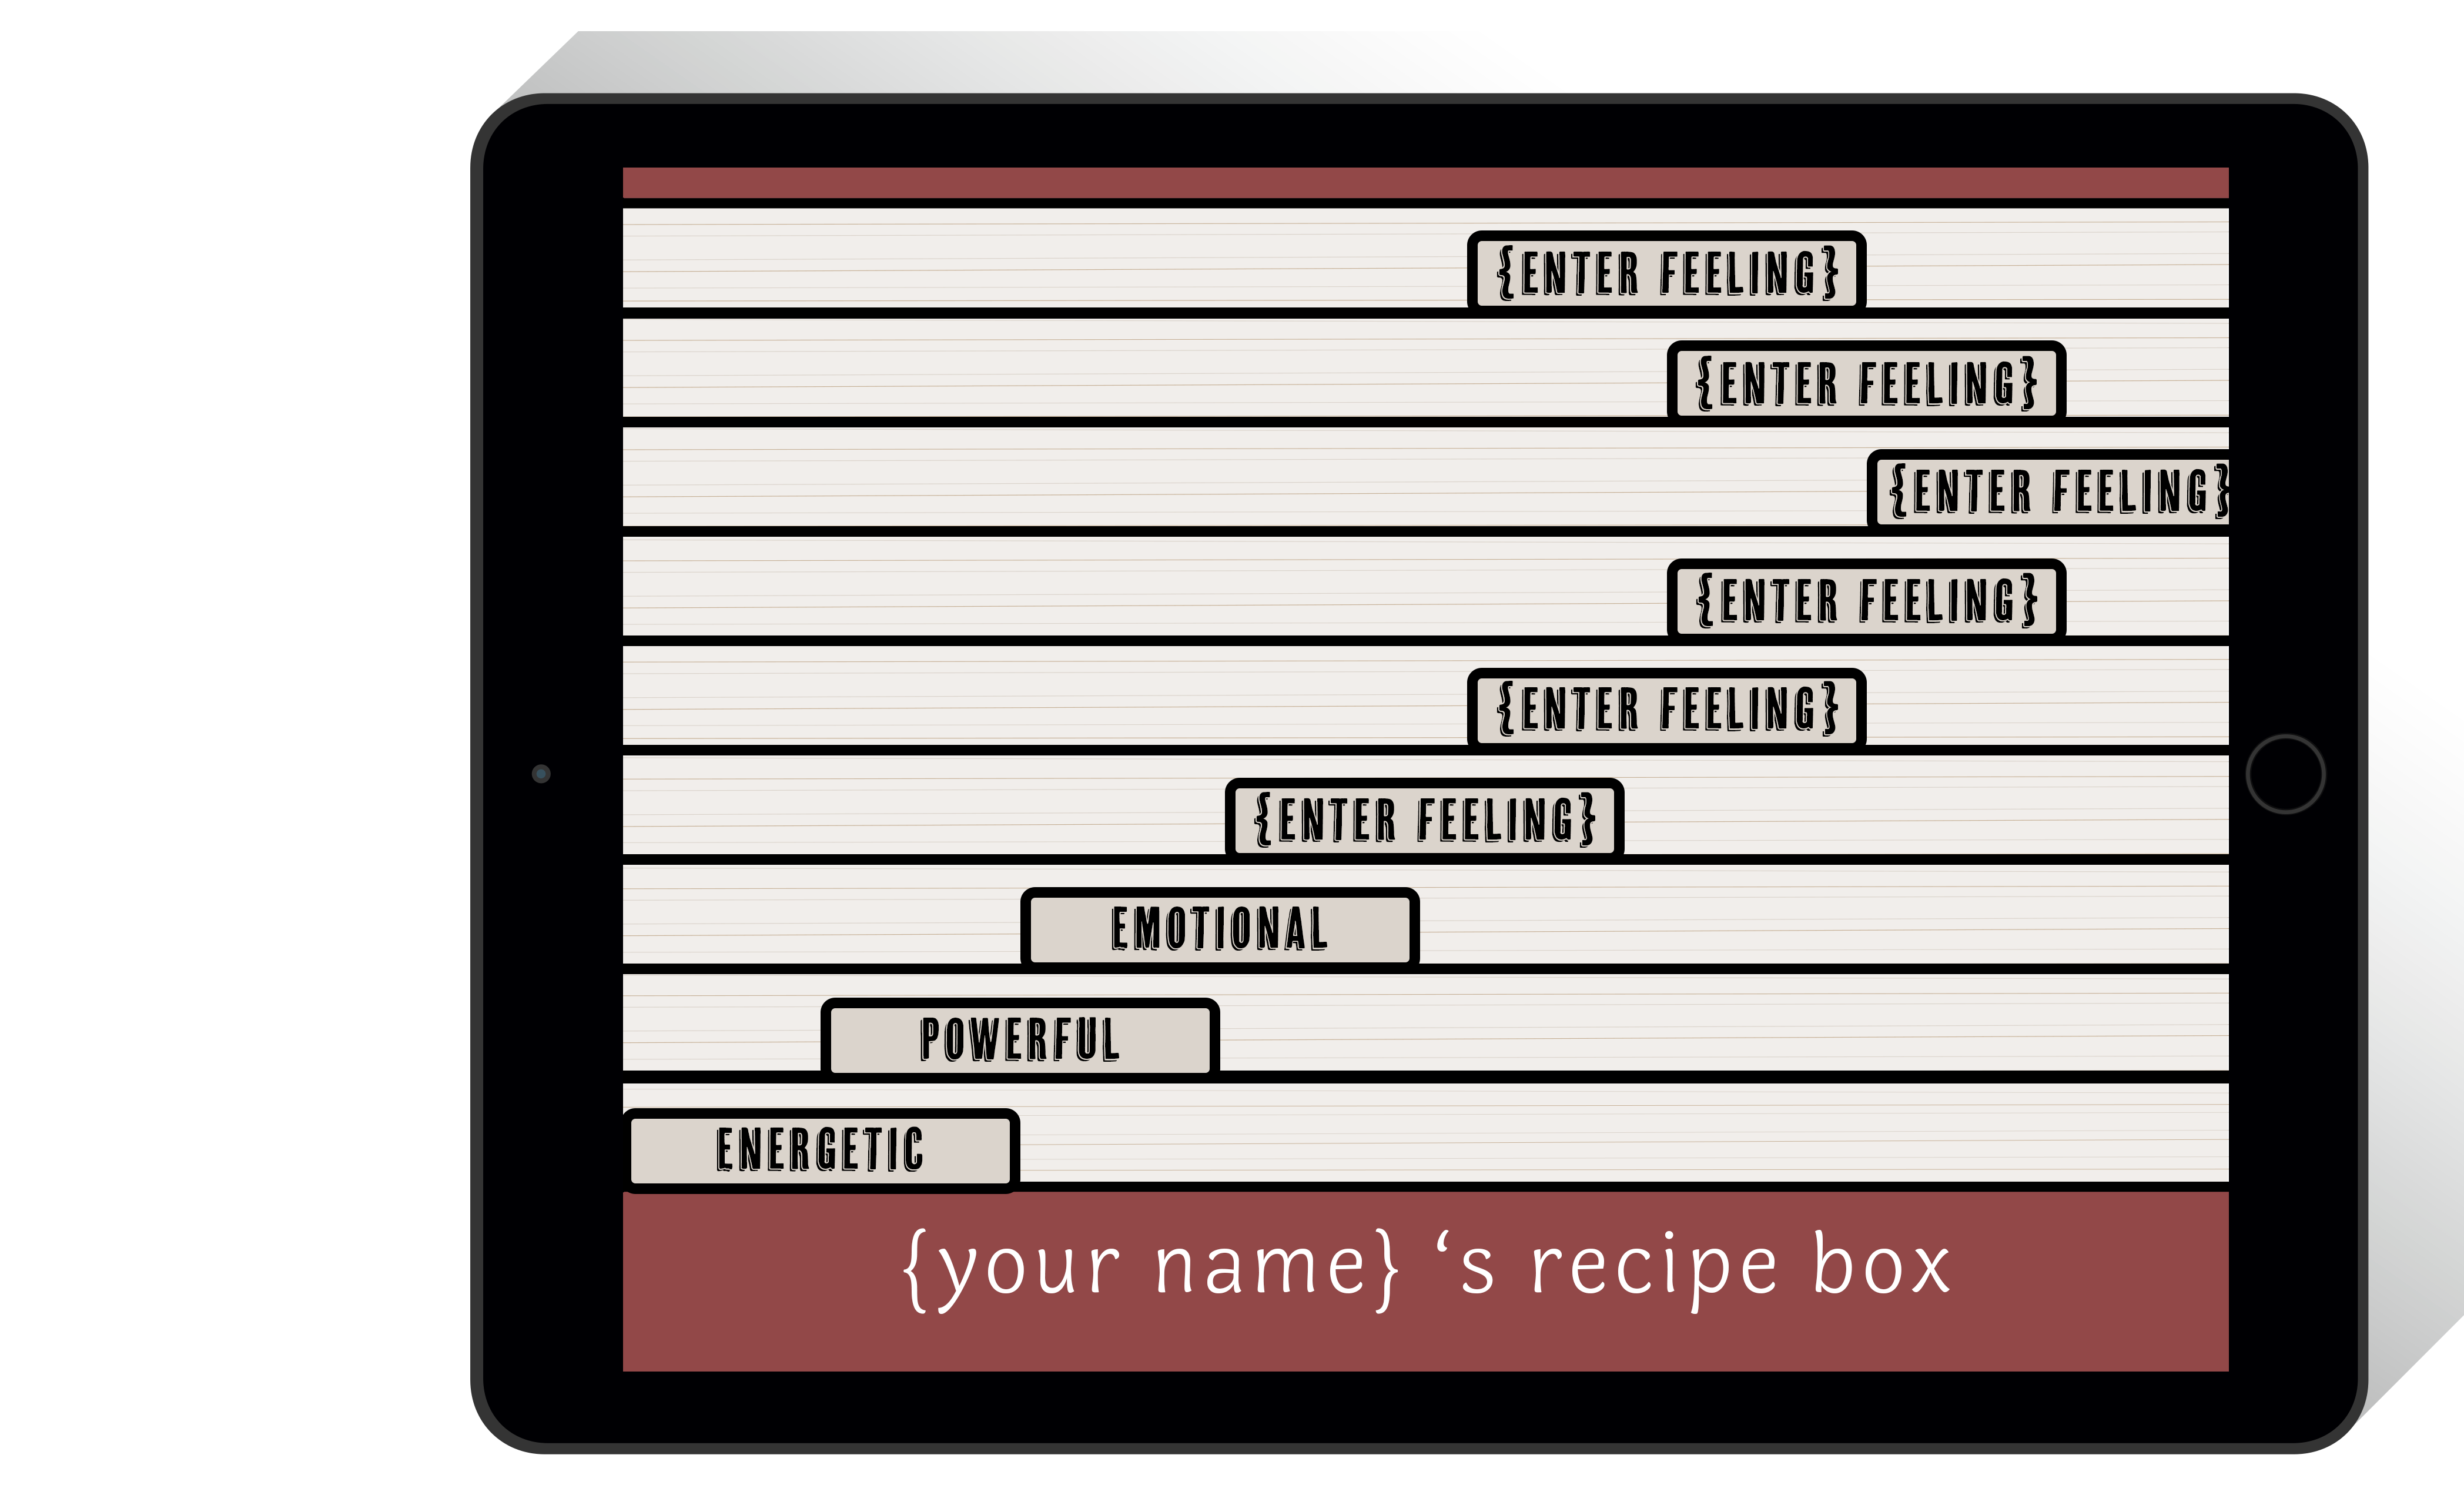 {ENTER FEELING}
{ENTER FEELING}
{ENTER FEELING}
{ENTER FEELING}
{ENTER FEELING}
{ENTER FEELING}
EMOTIONAL
POWERFUL
ENERGETIC
{your name} ‘s recipe box